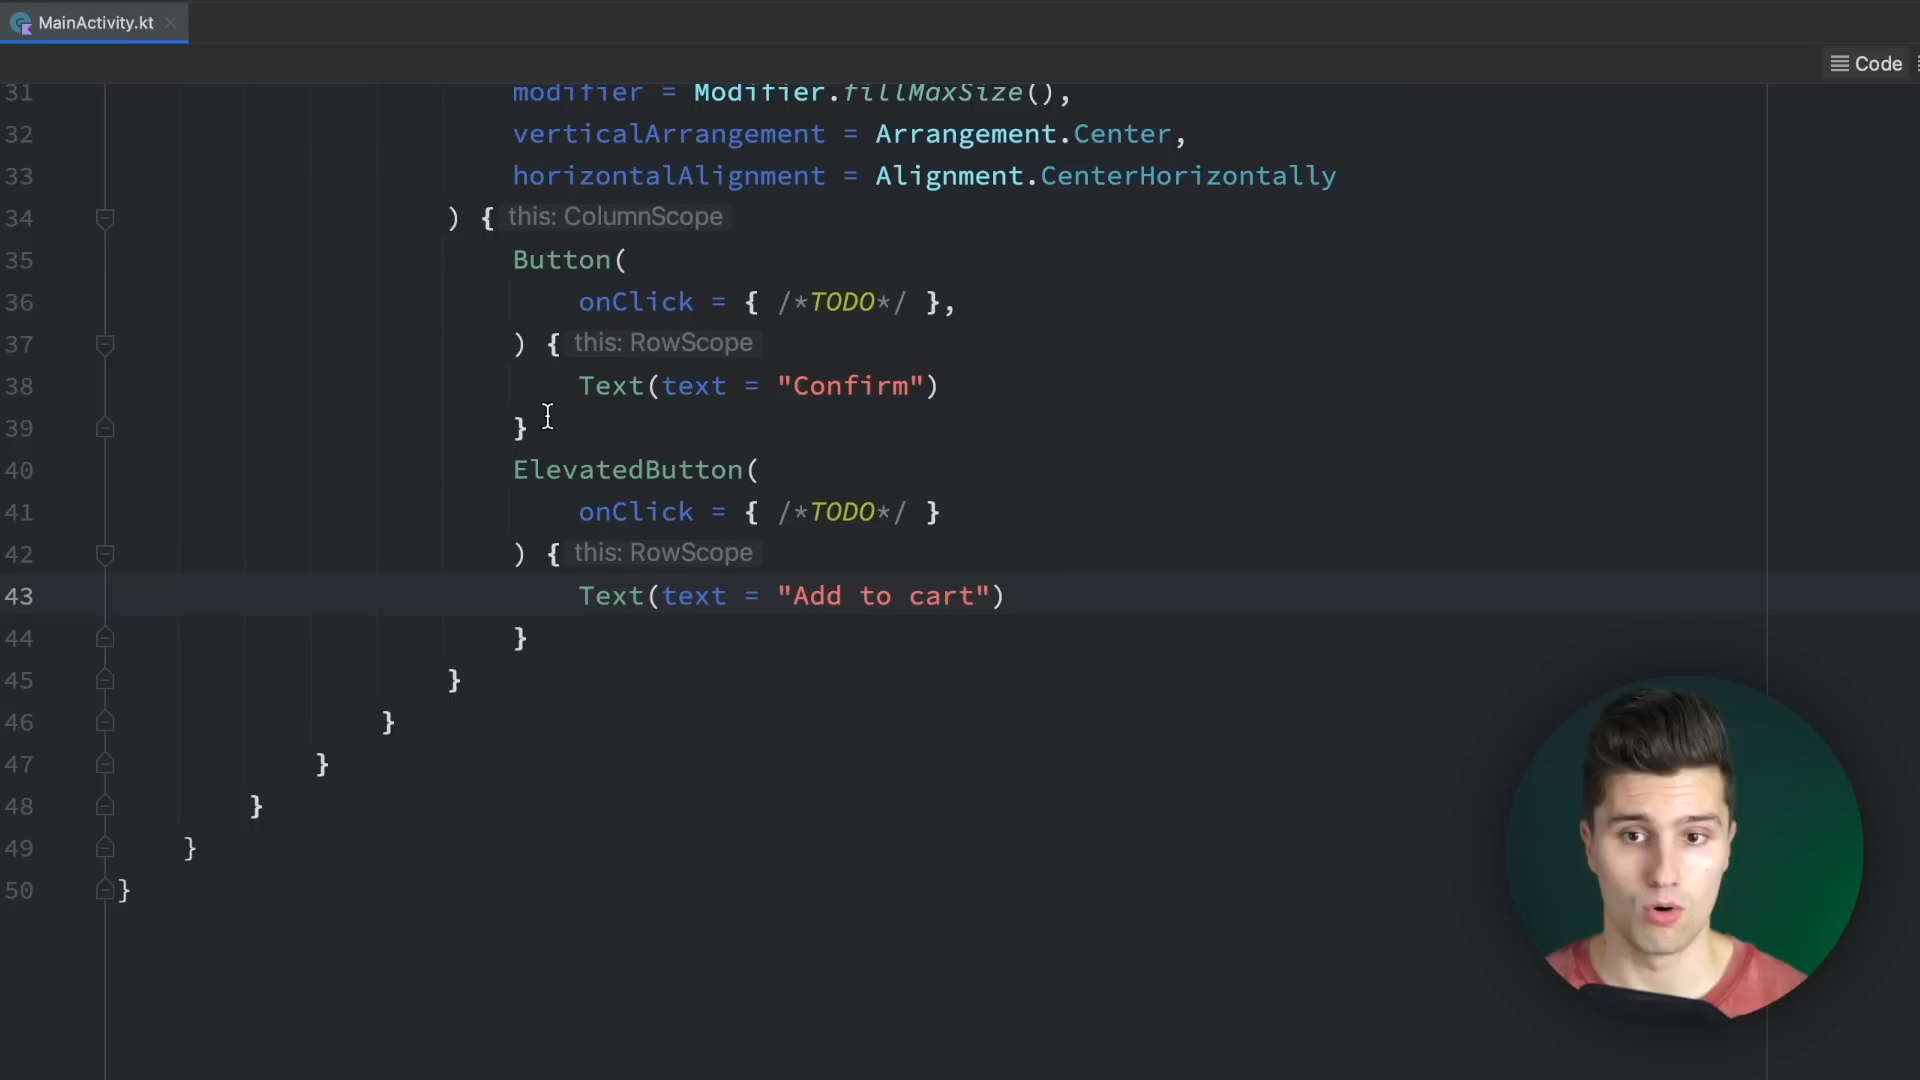 MainActivity.kt
Code
31 modifier = Modifier.fillMaxSize(),
32 verticalArrangement = Arrangement.Center,
33 horizontalAlignment = Alignment.CenterHorizontally
34 ) { this: ColumnScope
35 Button(
36 onClick = { /*TODO*/ },
37 ) { this: RowScope
38 Text(text = "Confirm")
39 }
40 ElevatedButton(
41 onClick = { /*TODO*/ }
42 ) { this: RowScope
43 Text(text = "Add to cart")
44 }
45 }
46 }
47 }
48 }
49 }
50 }